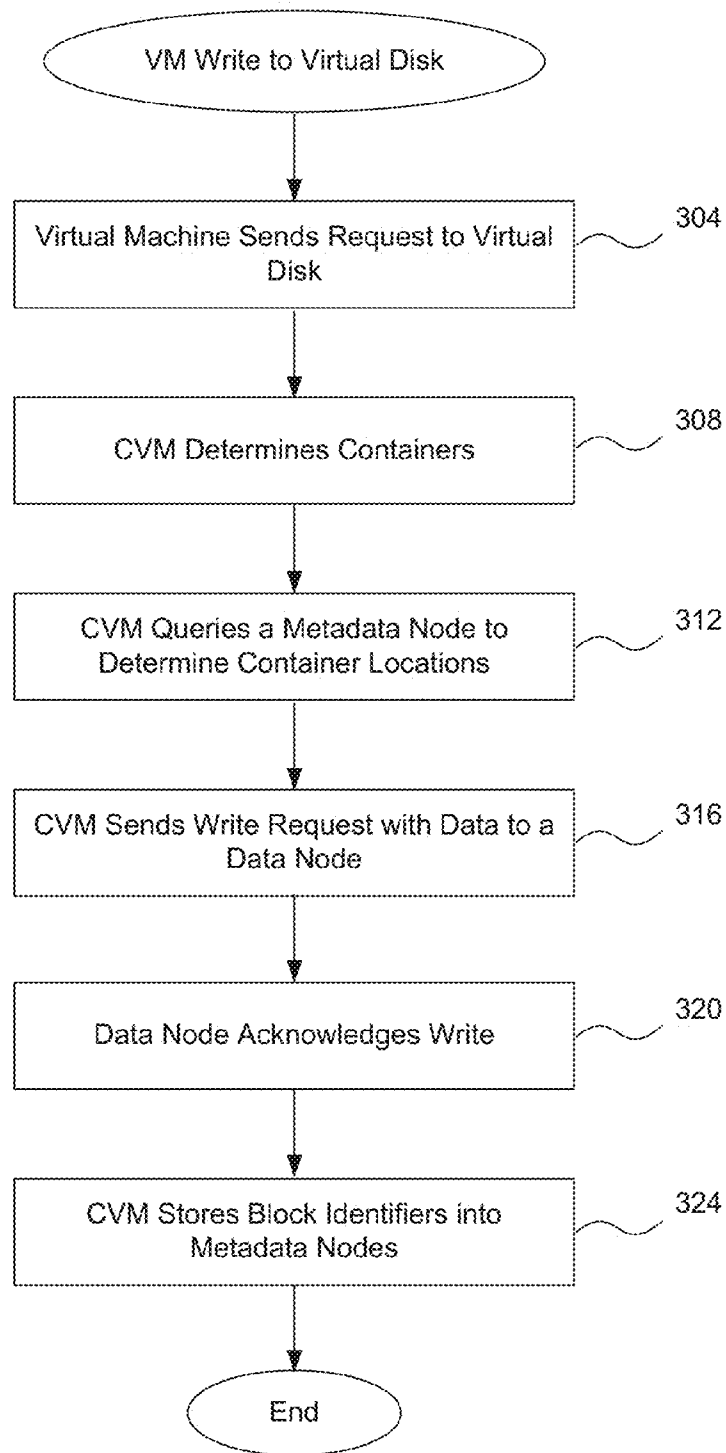 VM Write to Virtual Disk
Virtual Machine Sends Request to Virtual
Disk
304
CVM Determines Containers
308
CVM Queries a Metadata Node to
Determine Container Locations
312
CVM Sends Write Request with Data to a
Data Node
316
Data Node Acknowledges Write
320
CVM Stores Block Identifiers into
Metadata Nodes
324
End